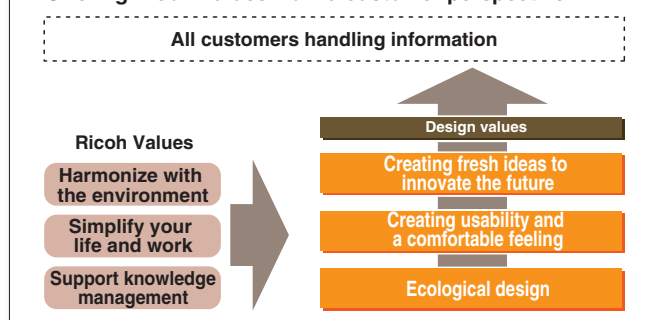 All customers handling information
Ricoh Values
Harmonize with
the environment
Simplify your
life and work
Support knowledge
management
Design values
Creating fresh ideas to
innovate the future
Creating usability and
a comfortable feeling
Ecological design